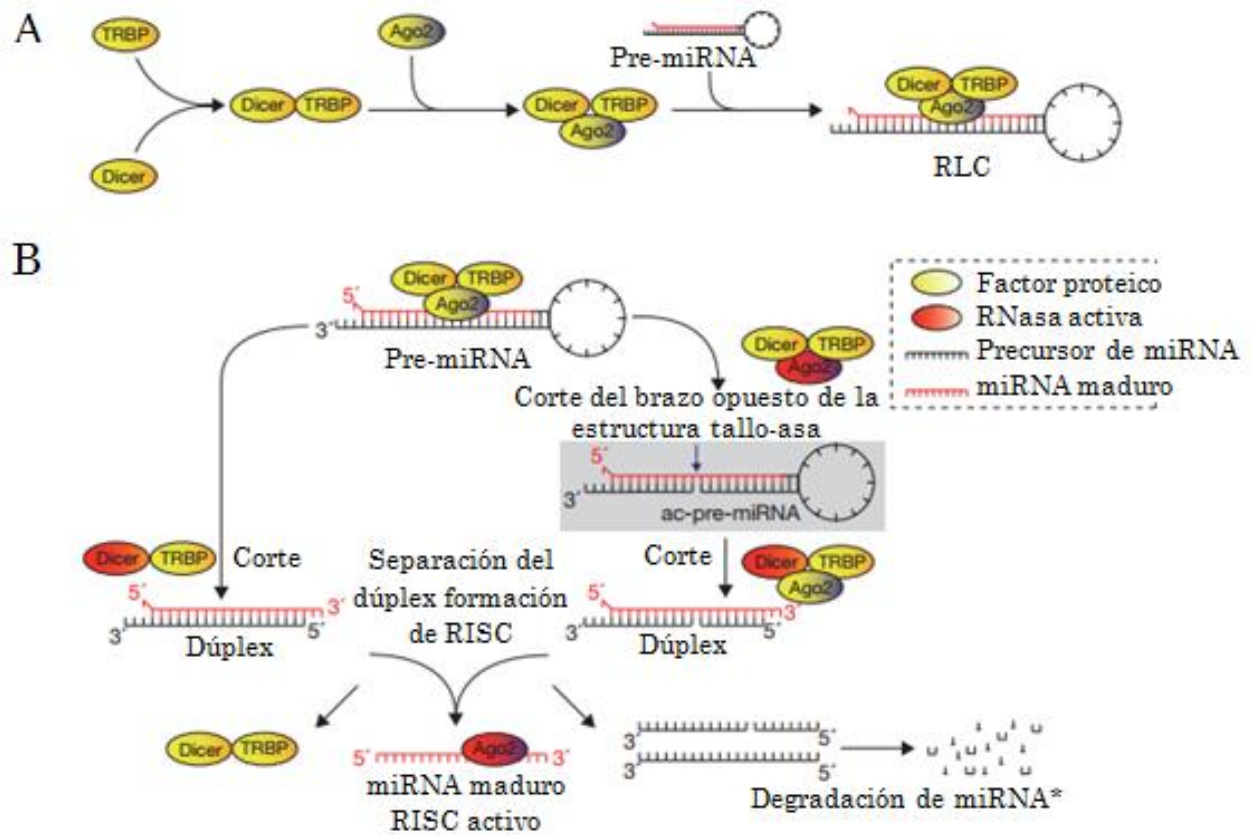 A
TRBP
Dicer
Dicer TRBP
Ago2
Dicer TRBP
Ago2
Pre-miRNA
Dicer TRBP
Ago2
RLC
B
Dicer TRBP
Ago2
5´
3´
Pre-miRNA
Dicer TRBP
Ago2
Factor proteico
RNasa activa
Precursor de miRNA
miRNA maduro
Corte del brazo opuesto de la
estructura tallo-asa
5´
3´
ac-pre-miRNA
Dicer TRBP
Corte
5´
3´
3´
5´
Dúplex
Separación del
dúplex formación
de RISC
Corte
Dicer TRBP
Ago2
5´
3´
3´
5´
Dúplex
Dicer TRBP
5´
Ago2
3´
miRNA maduro
RISC activo
3´
5´
3´
5´
Degradación de miRNA*